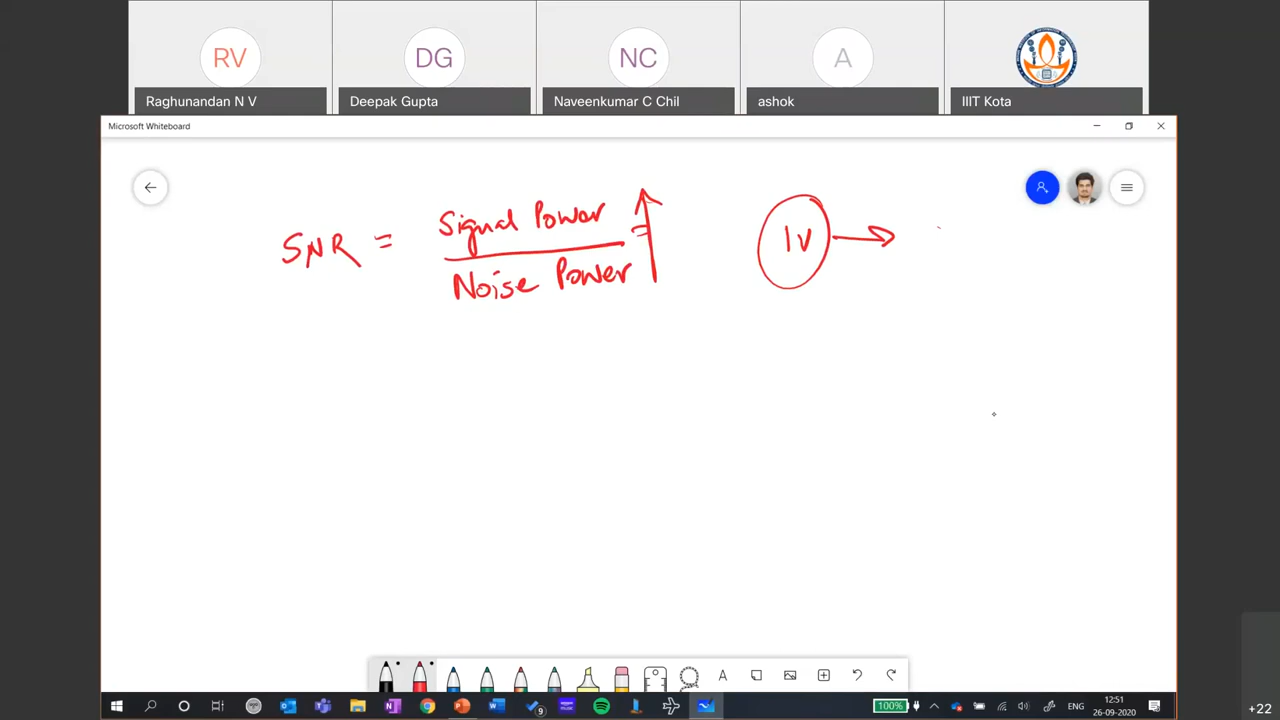 RV
DG
NC
A
Raghunandan N V
Deepak Gupta
Naveenkumar C Chil
ashok
IIIT Kota
Microsoft Whiteboard
SNR = Signal Power
Noise Power
1V
A
9
100%
ENG
12:51
26-09-2020
+22